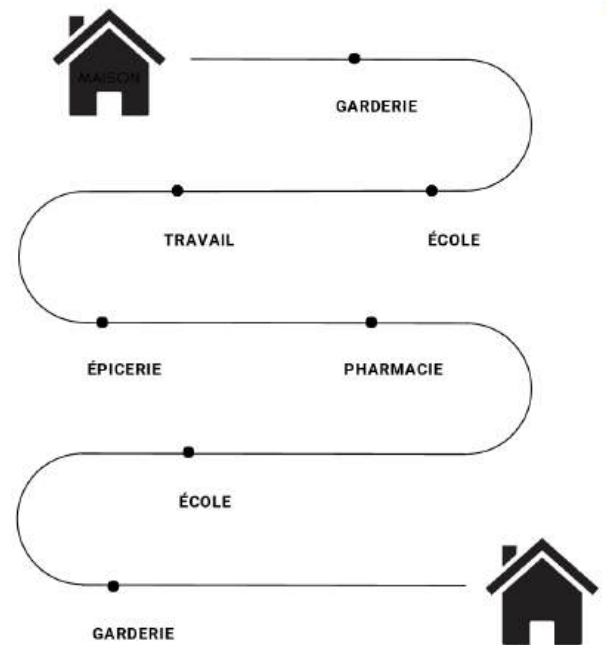 MAISON
GARDERIE
TRAVAIL ÉCOLE
ÉPICERIE PHARMACIE
ÉCOLE
GARDERIE